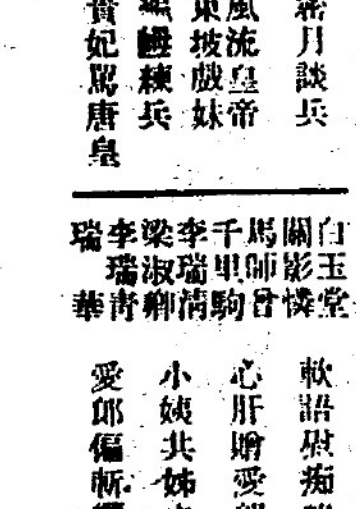 月談兵
風流皇帝
東坡戲妹
練兵
貴妃罵唐皇
白玉堂
關影憐
馬師曾
千里駒
李瑞清
梁淑卿
李瑞青
瑞華
軟語慰痴
心肝贈愛
小姨共姊
愛郎偏斬